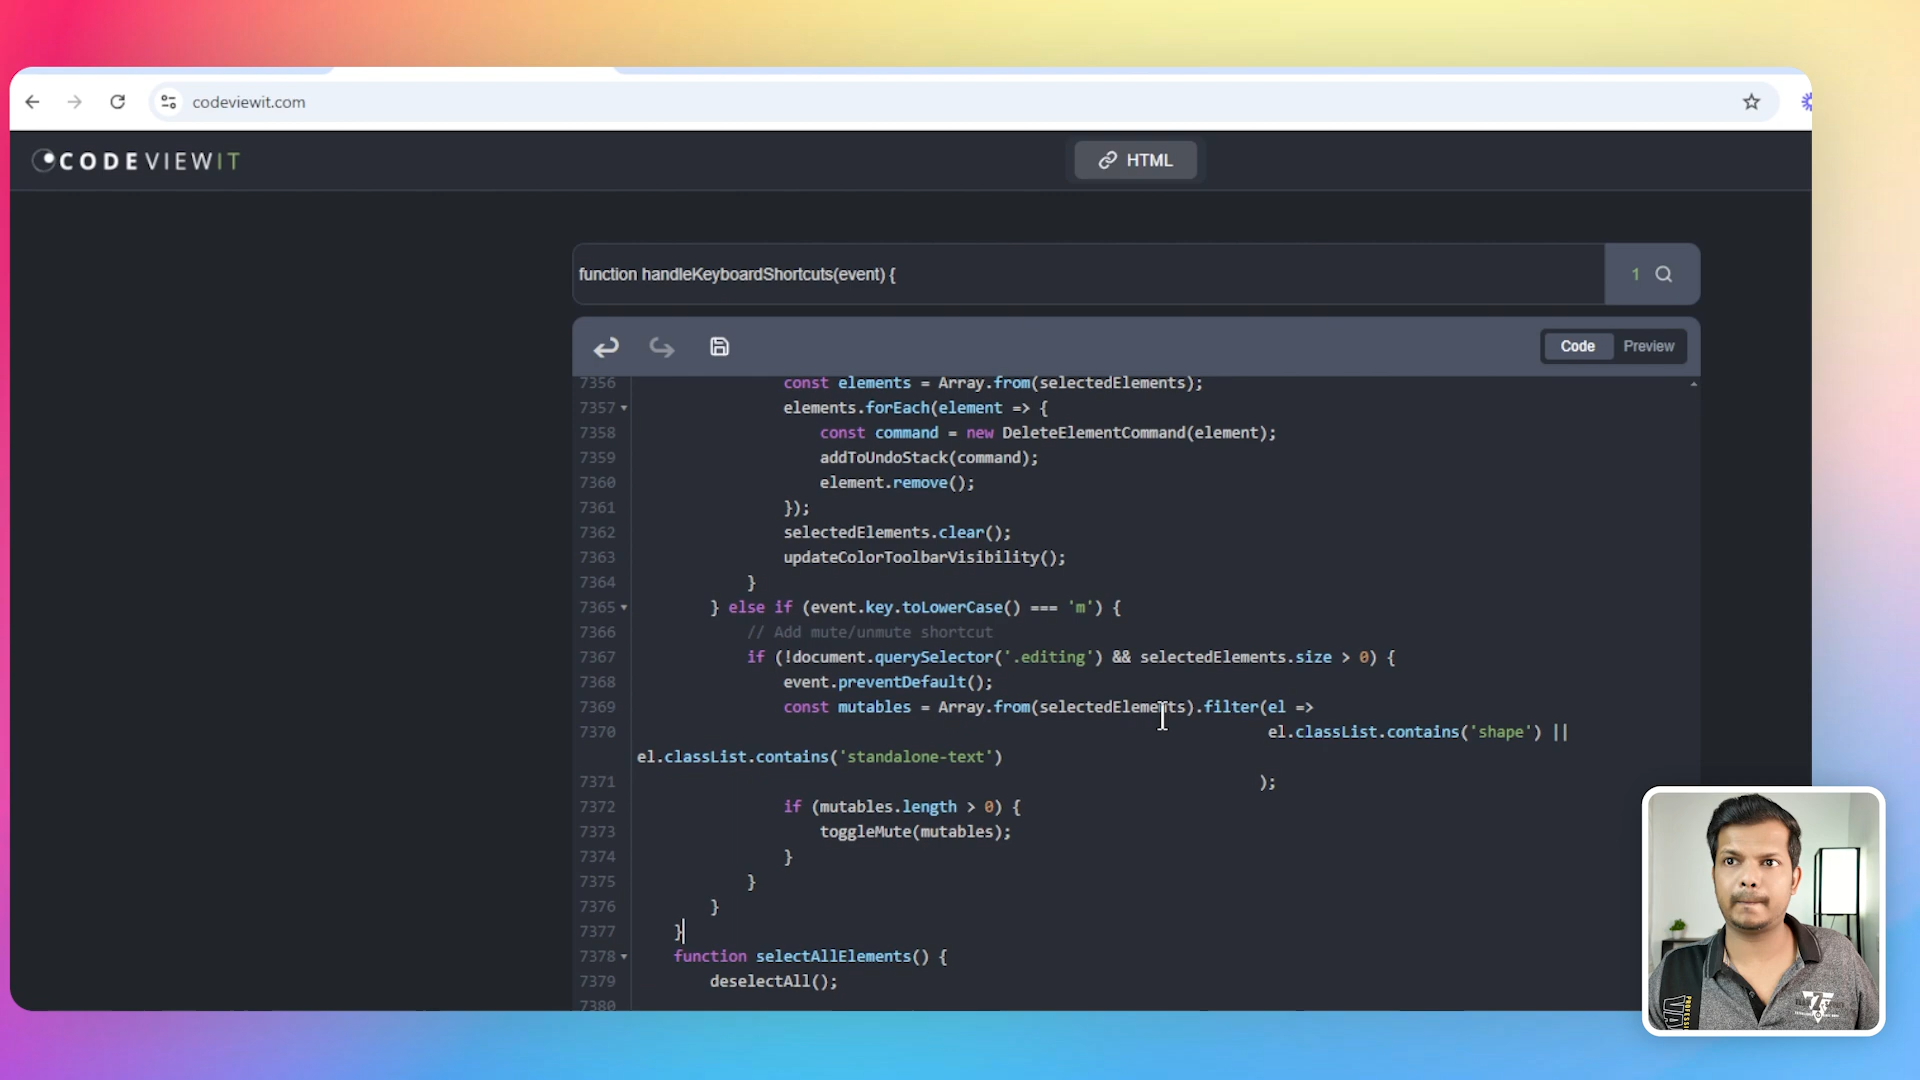 codeviewit.com
CODEVIEWIT
HTML
function handleKeyboardShortcuts(event) {
1
Code Preview
7356 const elements = Array.from(selectedElements);
7357 elements.forEach(element => {
7358 const command = new DeleteElementCommand(element);
7359 addToUndoStack(command);
7360 element.remove();
7361 });
7362 selectedElements.clear();
7363 updateColorToolbarVisibility();
7364 }
7365 } else if (event.key.toLowerCase() === 'm') {
7366 // Add mute/unmute shortcut
7367 if (!document.querySelector('.editing') && selectedElements.size > 0) {
7368 event.preventDefault();
7369 const mutables = Array.from(selectedElements).filter(el =>
7370 el.classList.contains('shape') ||
el.classList.contains('standalone-text')
7371 );
7372 if (mutables.length > 0) {
7373 toggleMute(mutables);
7374 }
7375 }
7376 }
7377 }
7378 function selectAllElements() {
7379 deselectAll();
7380